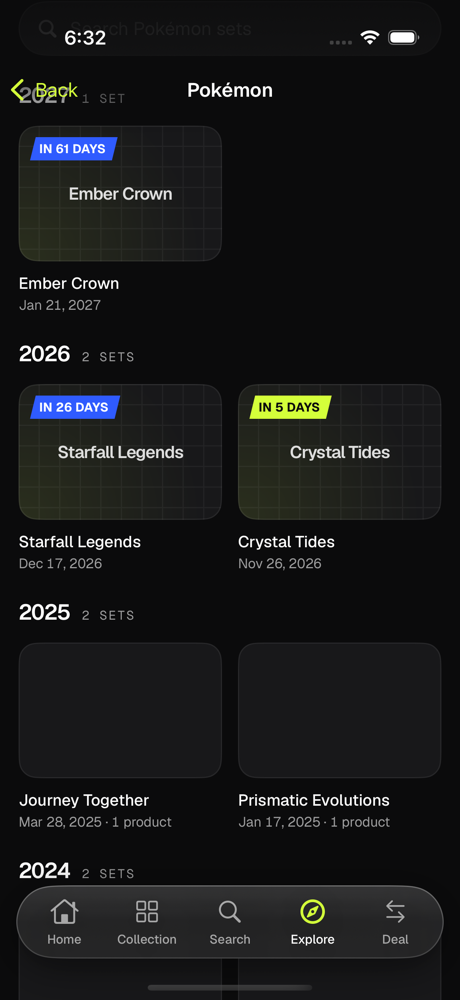 Search Pokémon sets
6:32
Back
Pokémon
2027 1 SET
IN 61 DAYS
Ember Crown
Ember Crown
Jan 21, 2027
2026 2 SETS
IN 26 DAYS
Starfall Legends
IN 5 DAYS
Crystal Tides
Starfall Legends
Dec 17, 2026
Crystal Tides
Nov 26, 2026
2025 2 SETS
Journey Together
Mar 28, 2025 · 1 product
Prismatic Evolutions
Jan 17, 2025 · 1 product
2024 2 SETS
Home
Collection
Search
Explore
Deal